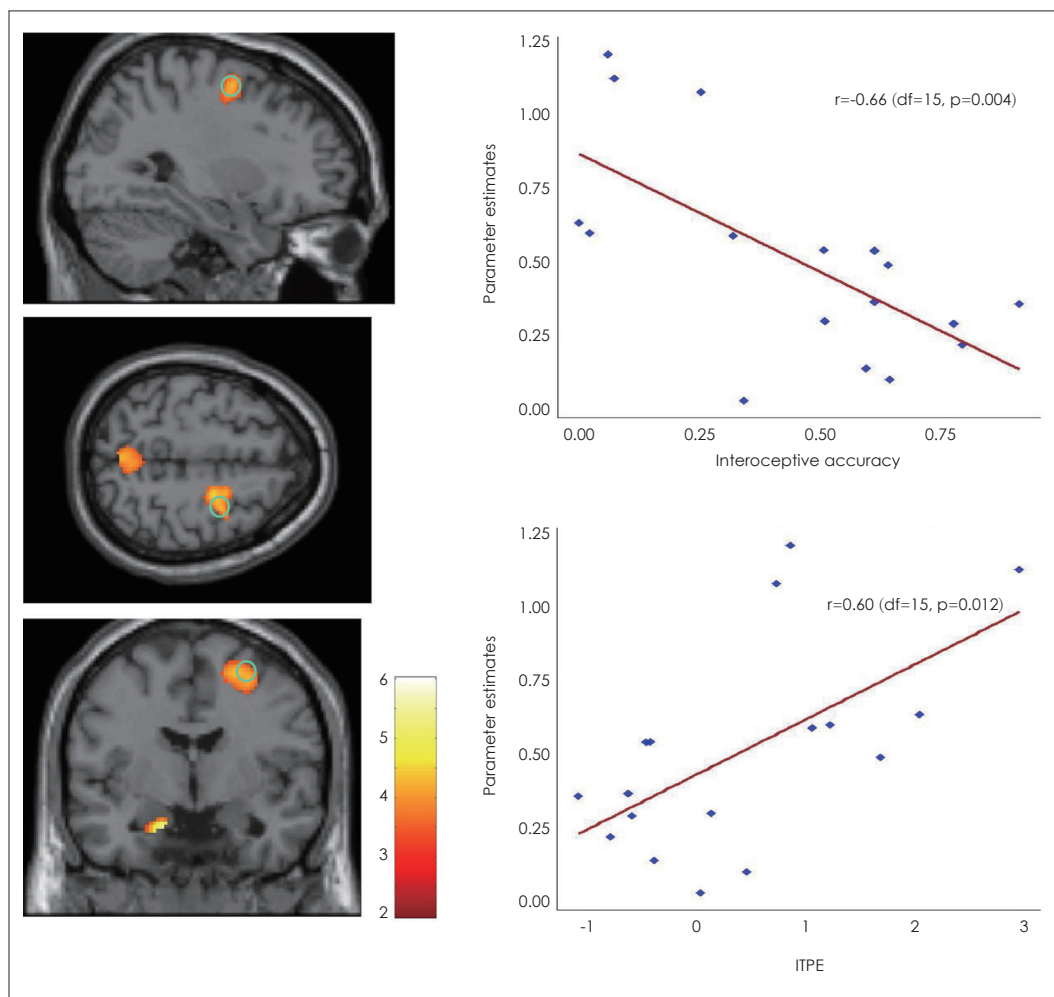 6
5
4
3
2
1.25
1.00
0.75
0.50
0.25
0.00
Parameter estimates
r=-0.66 (df=15, p=0.004)
0.00 0.25 0.50 0.75
Interoceptive accuracy
1.25
1.00
0.75
0.50
0.25
0.00
Parameter estimates
r=0.60 (df=15, p=0.012)
-1 0 1 2 3
ITPE